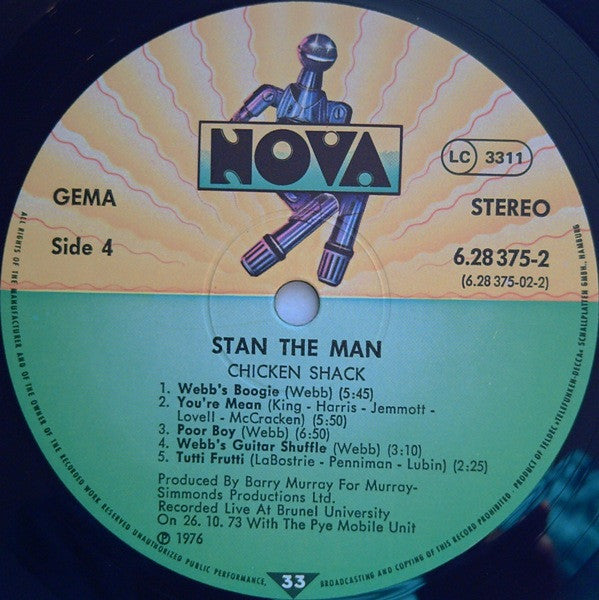 NOVA
LC 3311
GEMA
STEREO
Side 4
6.28 375-2
(6.28 375-02-2)
STAN THE MAN
CHICKEN SHACK
1. Webb's Boogie (Webb) (5:45)
2. You're Mean (King - Harris - Jemmott -
Lovell - McCracken) (5:50)
3. Poor Boy (Webb) (6:50)
4. Webb's Guitar Shuffle (Webb) (3:10)
5. Tutti Frutti (LaBostrie - Penniman - Lubin) (2:25)
Produced By Barry Murray For Murray-
Simmonds Productions Ltd.
Recorded Live At Brunel University
On 26. 10. 73 With The Pye Mobile Unit
Ⓟ 1976
33
ALL RIGHTS OF THE MANUFACTURER AND OF THE OWNER OF THE RECORDED WORK RESERVED UNAUTHORIZED PUBLIC PERFORMANCE, BROADCASTING AND COPYING OF THIS RECORD PROHIBITED · PRODUCT OF TELDEC »TELEFUNKEN-DECCA« SCHALLPLATTEN GMBH., HAMBURG